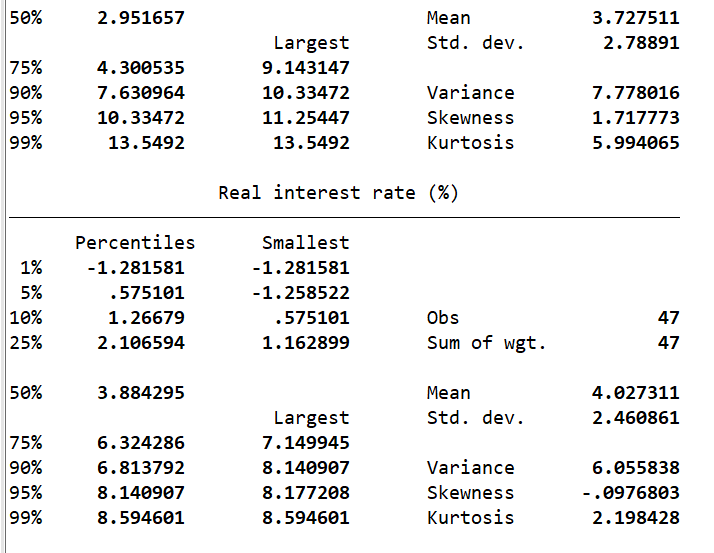 50% 2.951657 Mean 3.727511
Largest Std. dev. 2.78891
75% 4.300535 9.143147
90% 7.630964 10.33472 Variance 7.778016
95% 10.33472 11.25447 Skewness 1.717773
99% 13.5492 13.5492 Kurtosis 5.994065
Real interest rate (%)
Percentiles Smallest
1% -1.281581 -1.281581
5% .575101 -1.258522
10% 1.26679 .575101 Obs 47
25% 2.106594 1.162899 Sum of wgt. 47
50% 3.884295 Mean 4.027311
Largest Std. dev. 2.460861
75% 6.324286 7.149945
90% 6.813792 8.140907 Variance 6.055838
95% 8.140907 8.177208 Skewness -.0976803
99% 8.594601 8.594601 Kurtosis 2.198428